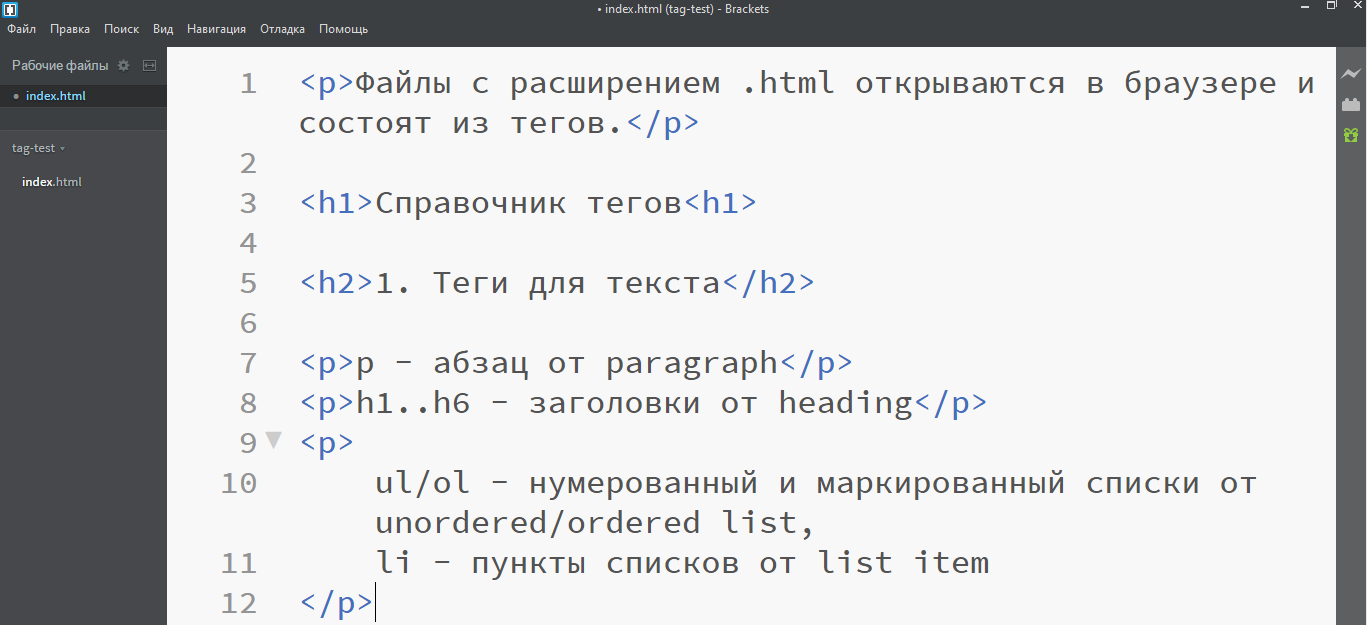 • index.html (tag-test) - Brackets
Файл Правка Поиск Вид Навигация Отладка Помощь
Рабочие файлы
• index.html
tag-test
index.html
1 <p>Файлы с расширением .html открываются в браузере и
состоят из тегов.</p>
2
3 <h1>Справочник тегов<h1>
4
5 <h2>1. Теги для текста</h2>
6
7 <p>p - абзац от paragraph</p>
8 <p>h1..h6 - заголовки от heading</p>
9 <p>
10 ul/ol - нумерованный и маркированный списки от
unordered/ordered list,
11 li - пункты списков от list item
12 </p>